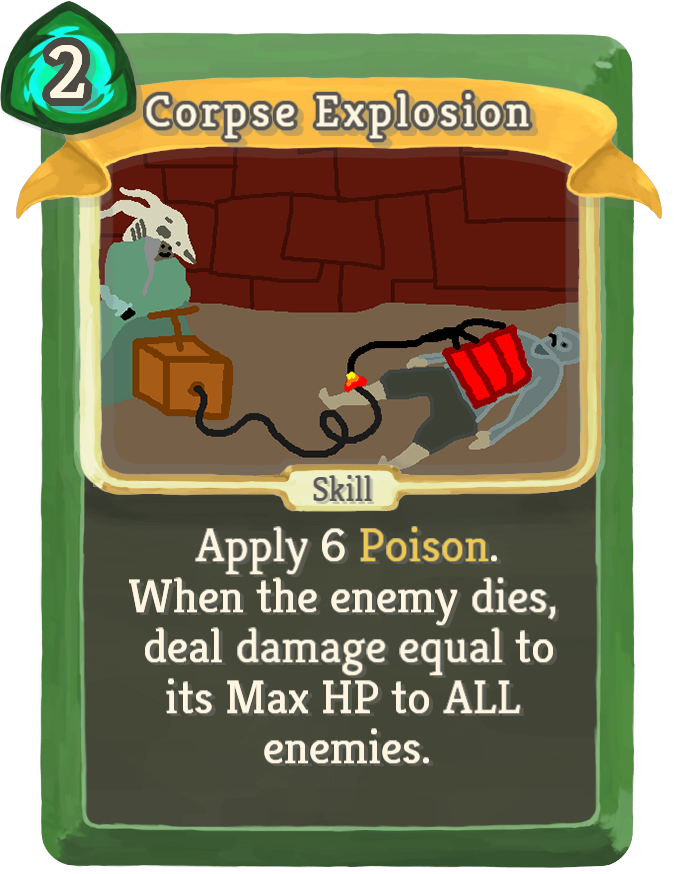 2
Corpse Explosion
Skill
Apply 6 Poison.
When the enemy dies,
deal damage equal to
its Max HP to ALL
enemies.